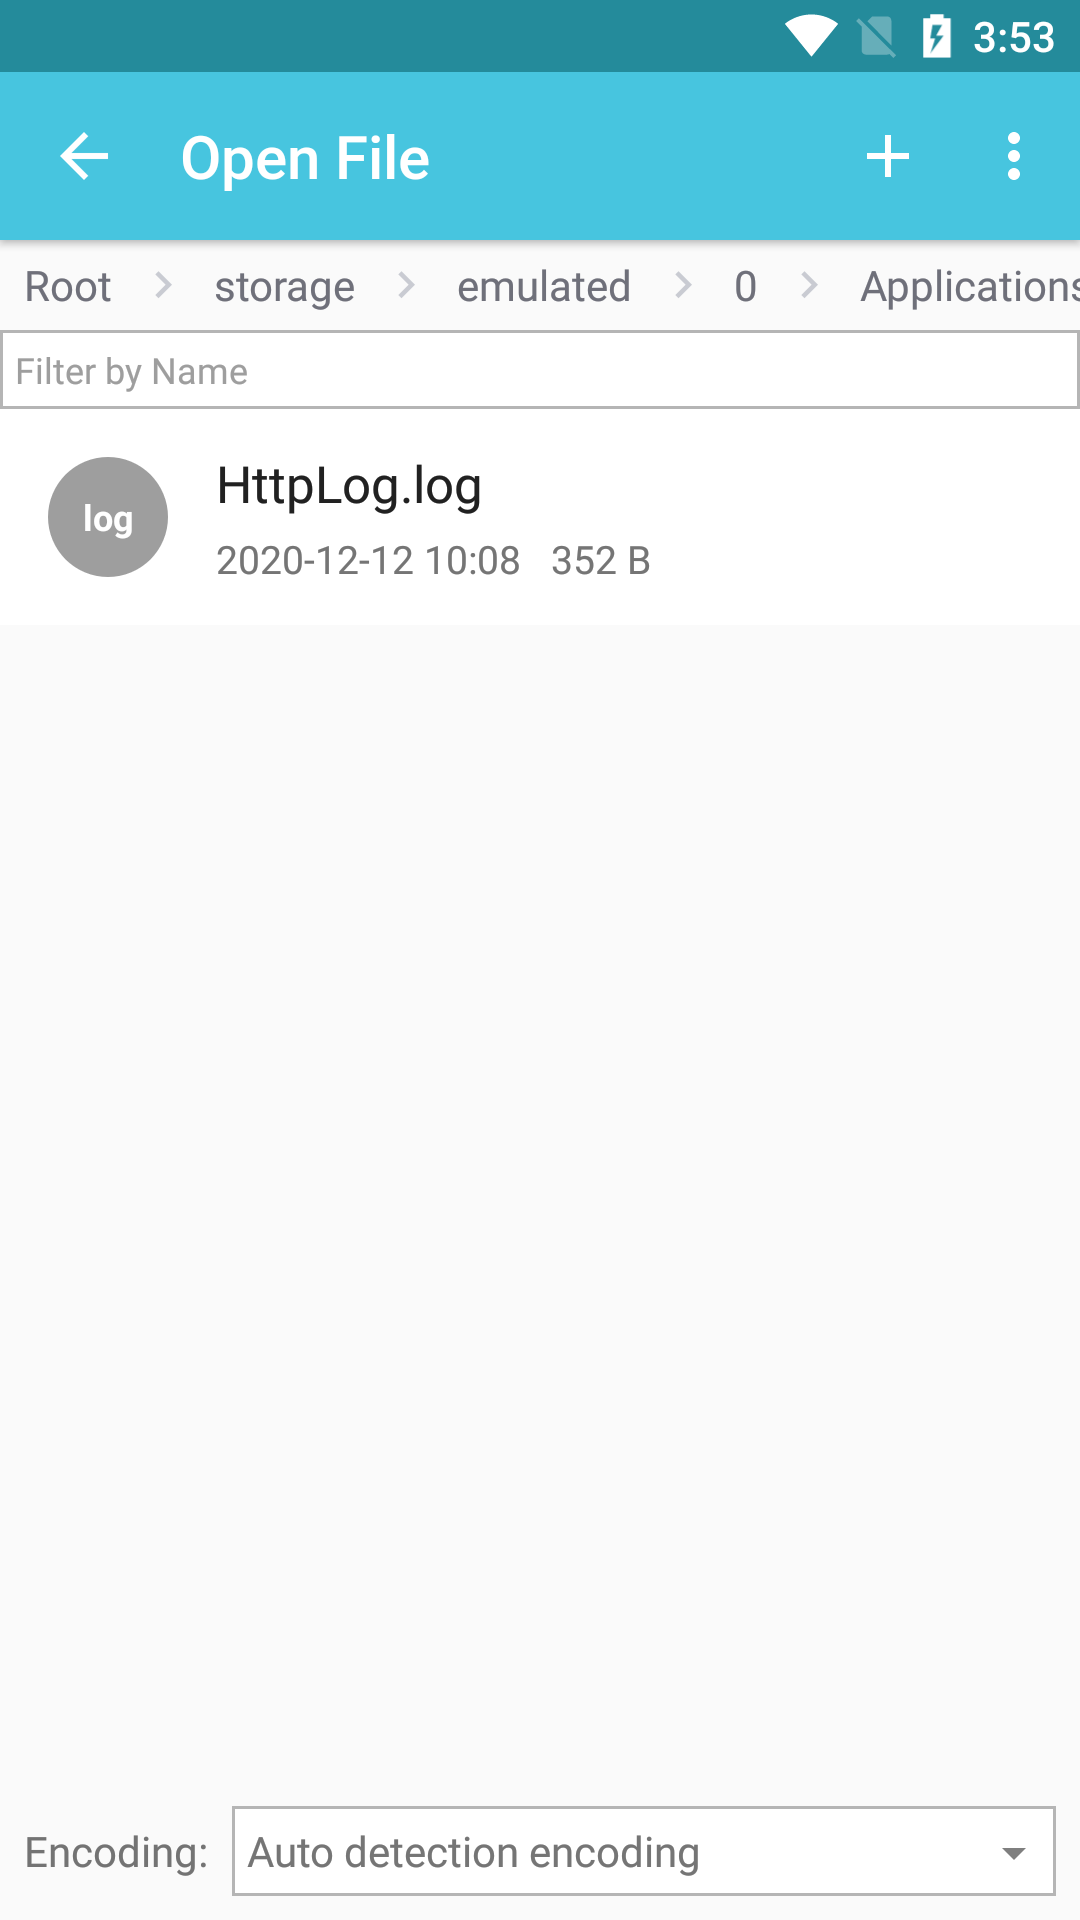 3:53
Open File
Root storage emulated 0 Applications
Filter by Name
log
HttpLog.log
2020-12-12 10:08 352 B
Encoding: Auto detection encoding